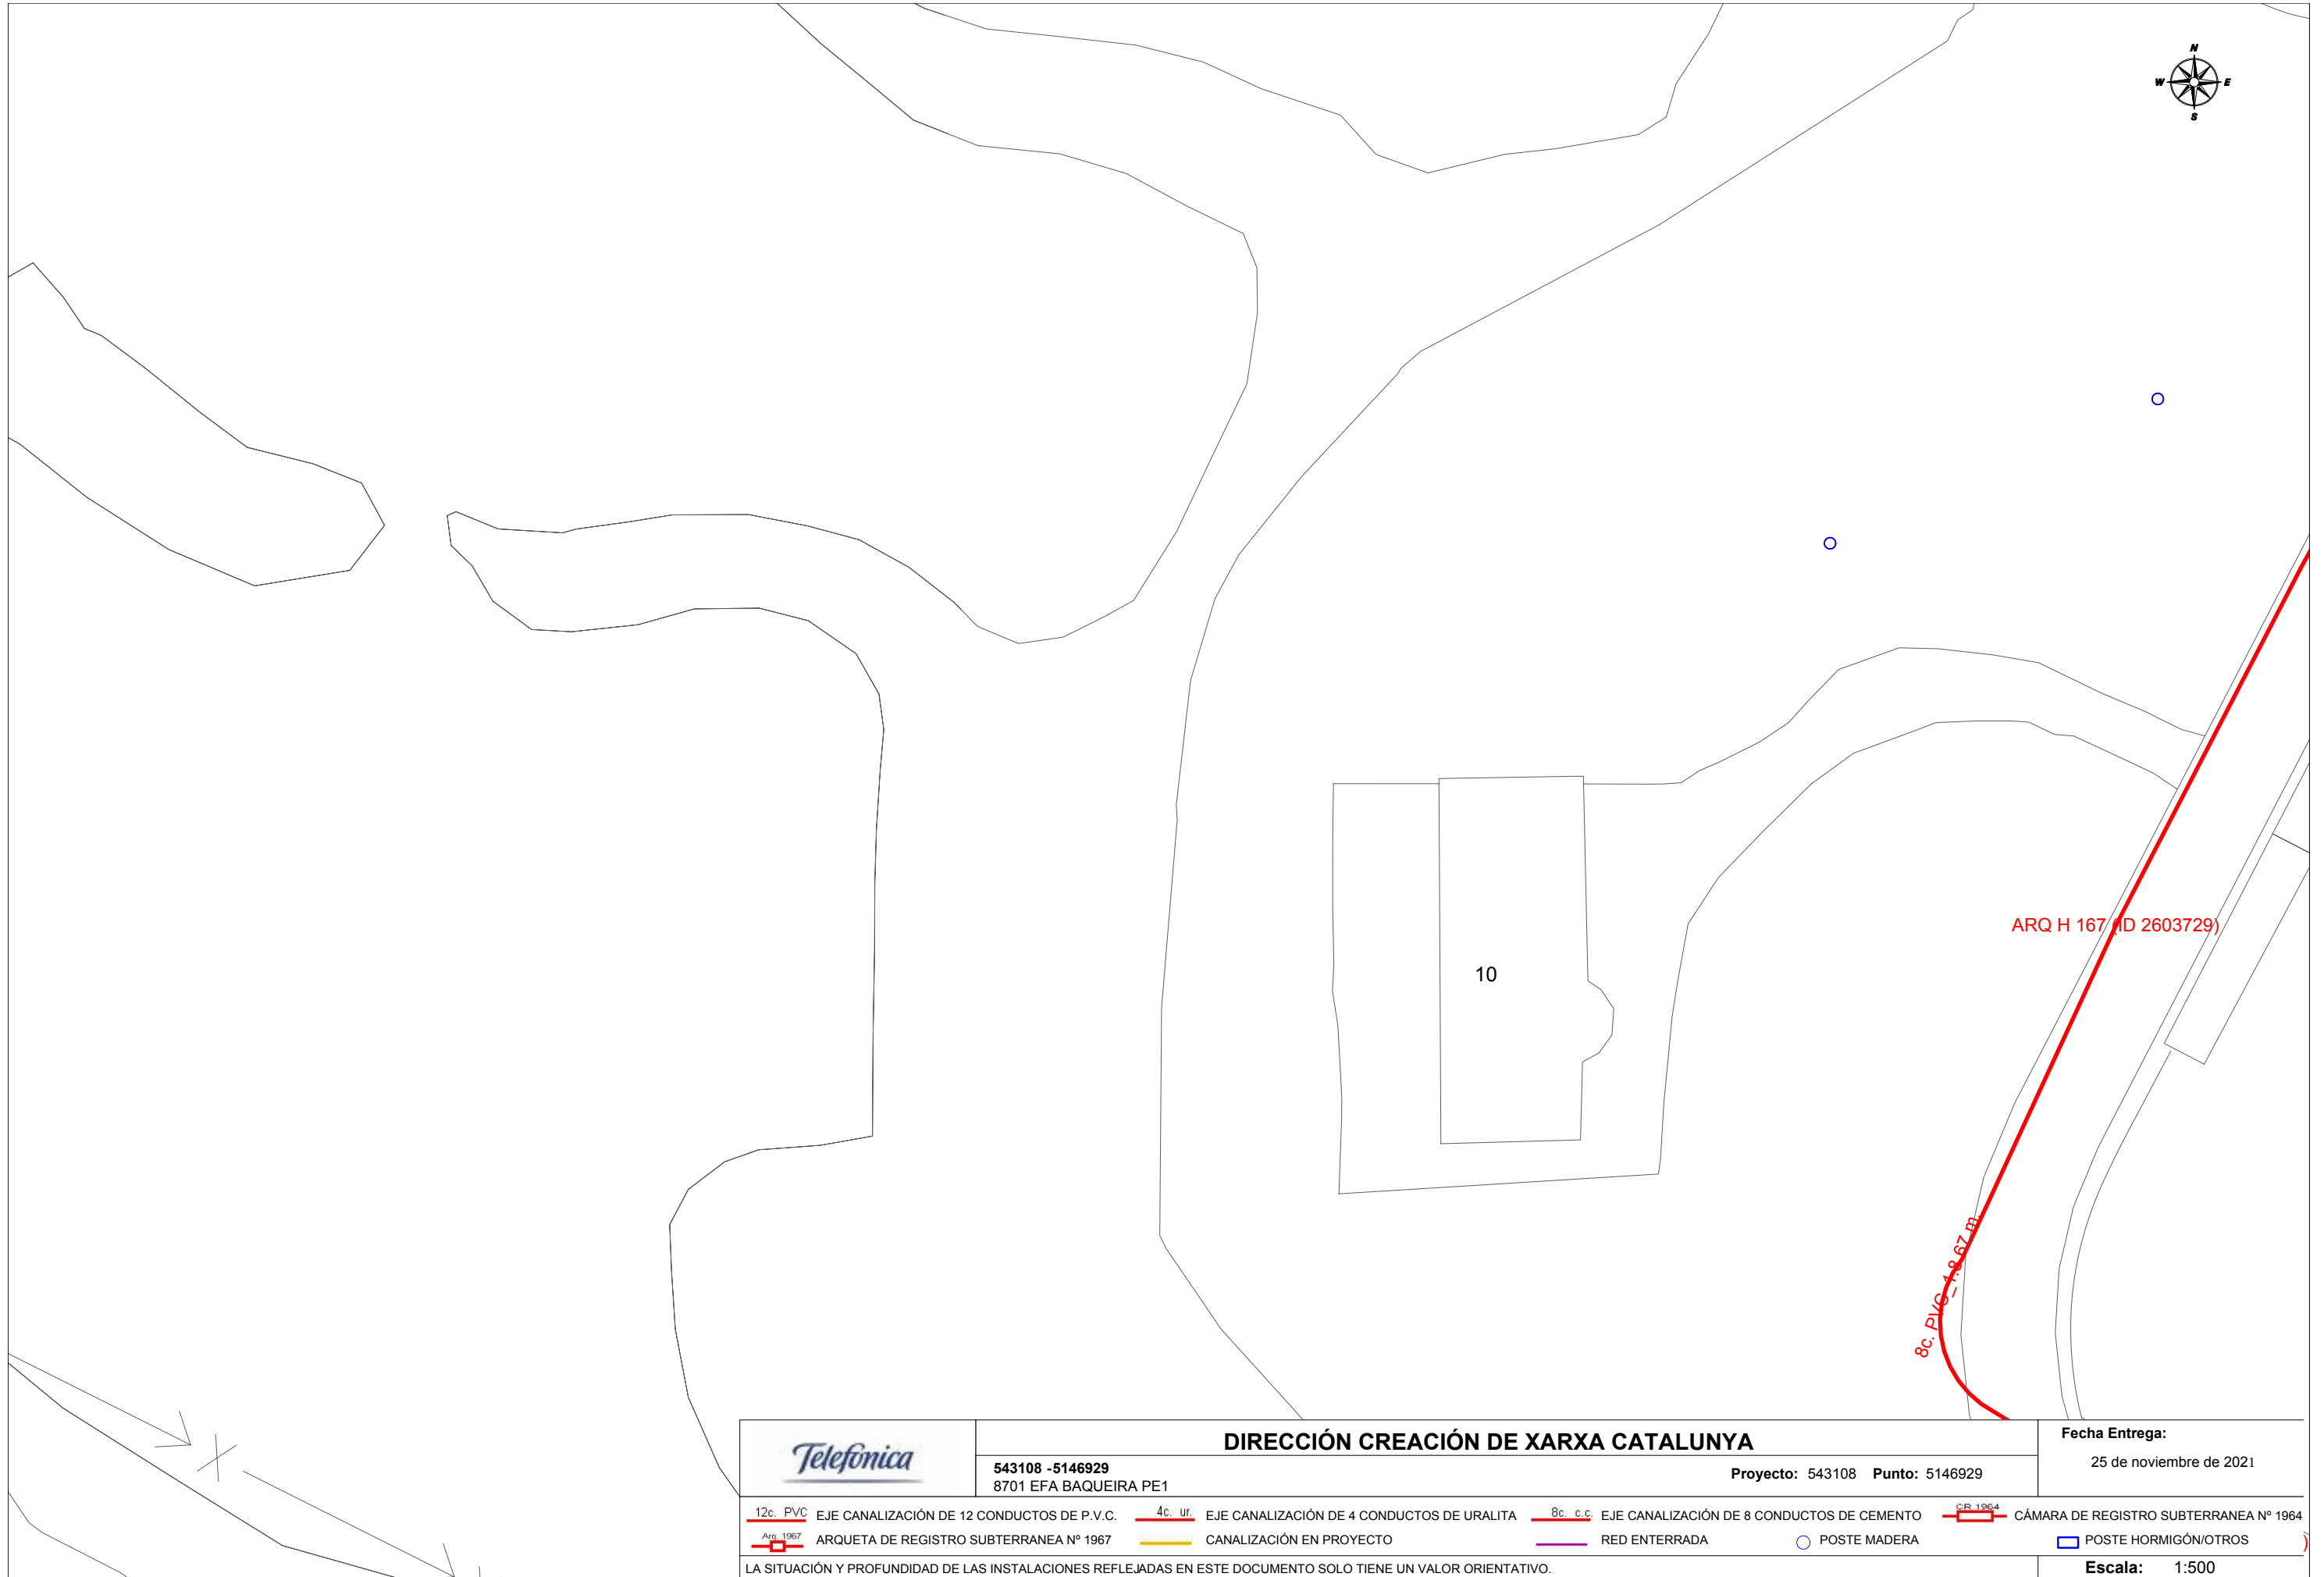 N
W E
S
ARQ H 167 (ID 2603729)
10
8c. PVC_1:8.67 m.
Telefónica
DIRECCIÓN CREACIÓN DE XARXA CATALUNYA
543108 -5146929
8701 EFA BAQUEIRA PE1
Proyecto: 543108 Punto: 5146929
Fecha Entrega:
25 de noviembre de 2021
12c. PVC EJE CANALIZACIÓN DE 12 CONDUCTOS DE P.V.C. 4c. ur. EJE CANALIZACIÓN DE 4 CONDUCTOS DE URALITA 8c. c.c. EJE CANALIZACIÓN DE 8 CONDUCTOS DE CEMENTO CR 1964 CÁMARA DE REGISTRO SUBTERRANEA Nº 1964
Arq. 1967 ARQUETA DE REGISTRO SUBTERRANEA Nº 1967 CANALIZACIÓN EN PROYECTO RED ENTERRADA POSTE MADERA POSTE HORMIGÓN/OTROS )
LA SITUACIÓN Y PROFUNDIDAD DE LAS INSTALACIONES REFLEJADAS EN ESTE DOCUMENTO SOLO TIENE UN VALOR ORIENTATIVO.
Escala: 1:500